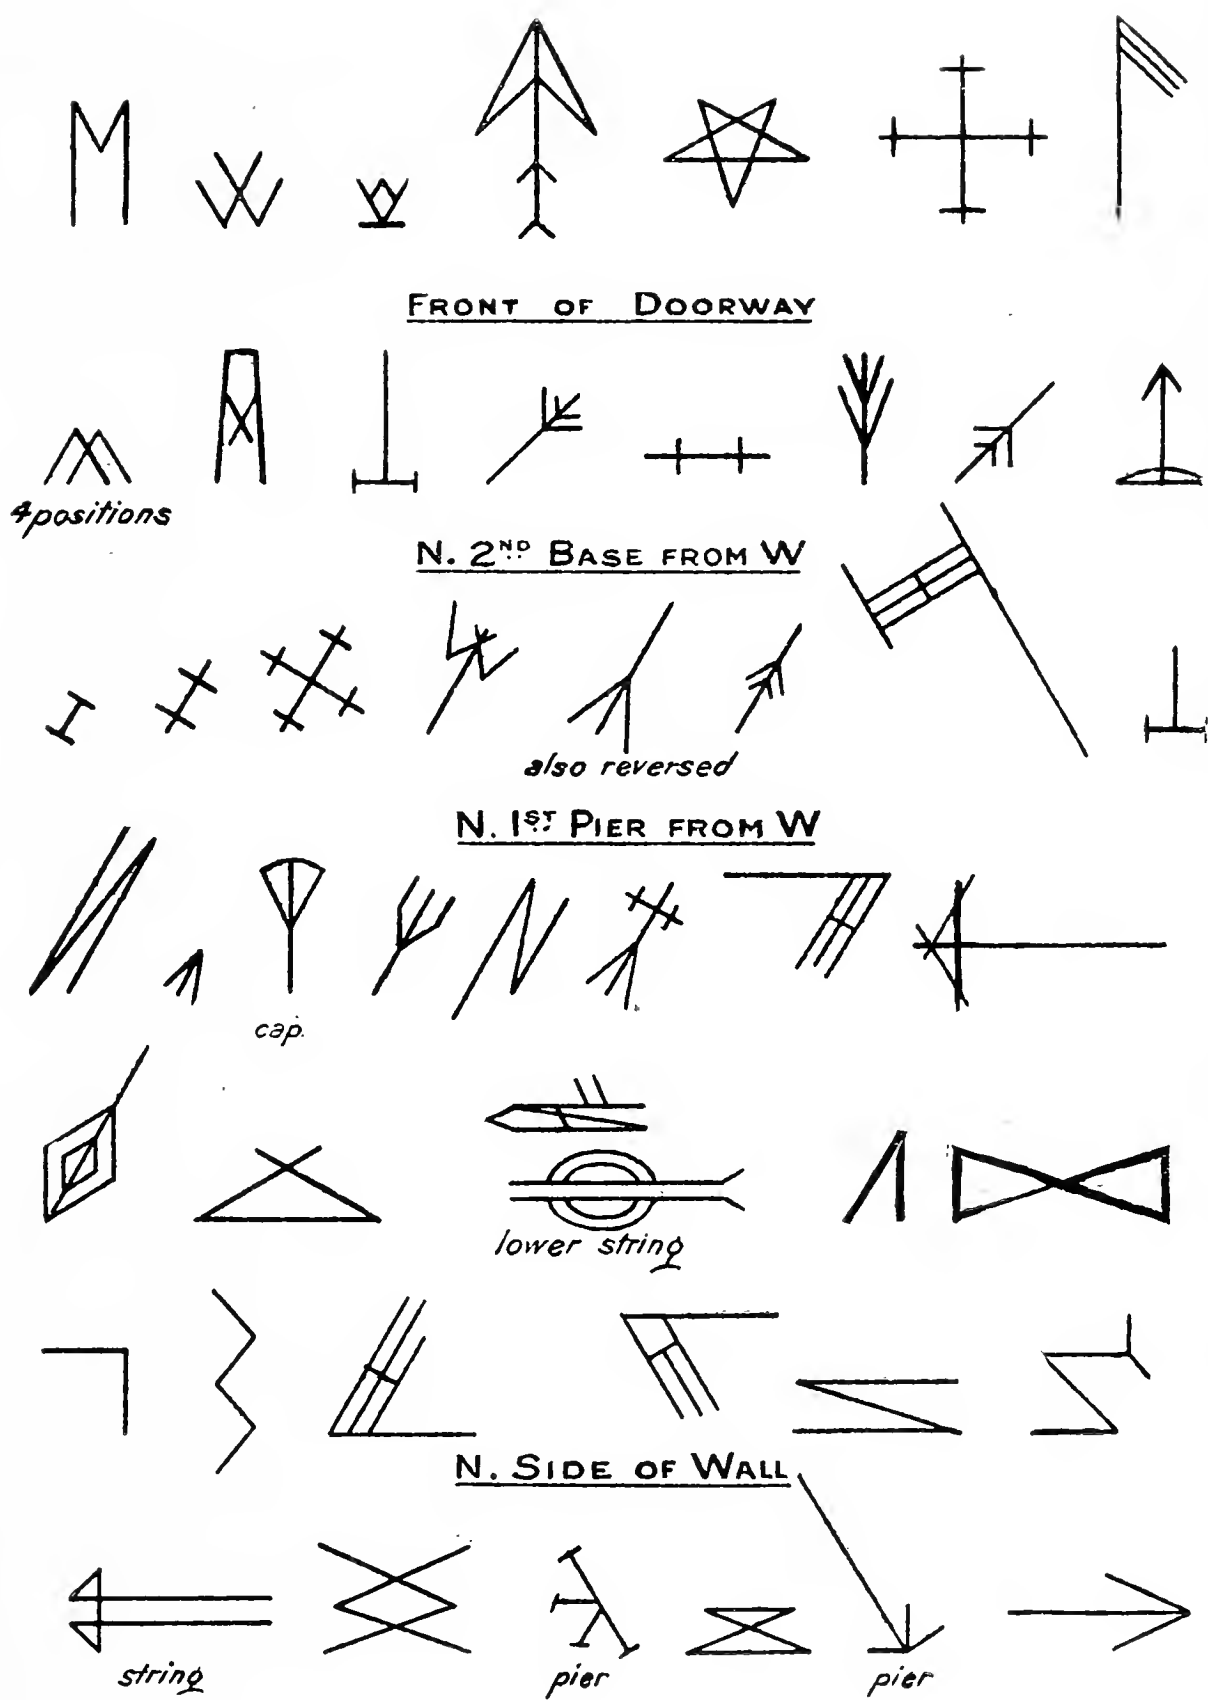 FRONT OF DOORWAY
4 positions
N. 2ND BASE FROM W
also reversed
N. 1ST PIER FROM W
cap.
lower string
N. SIDE OF WALL
string pier pier